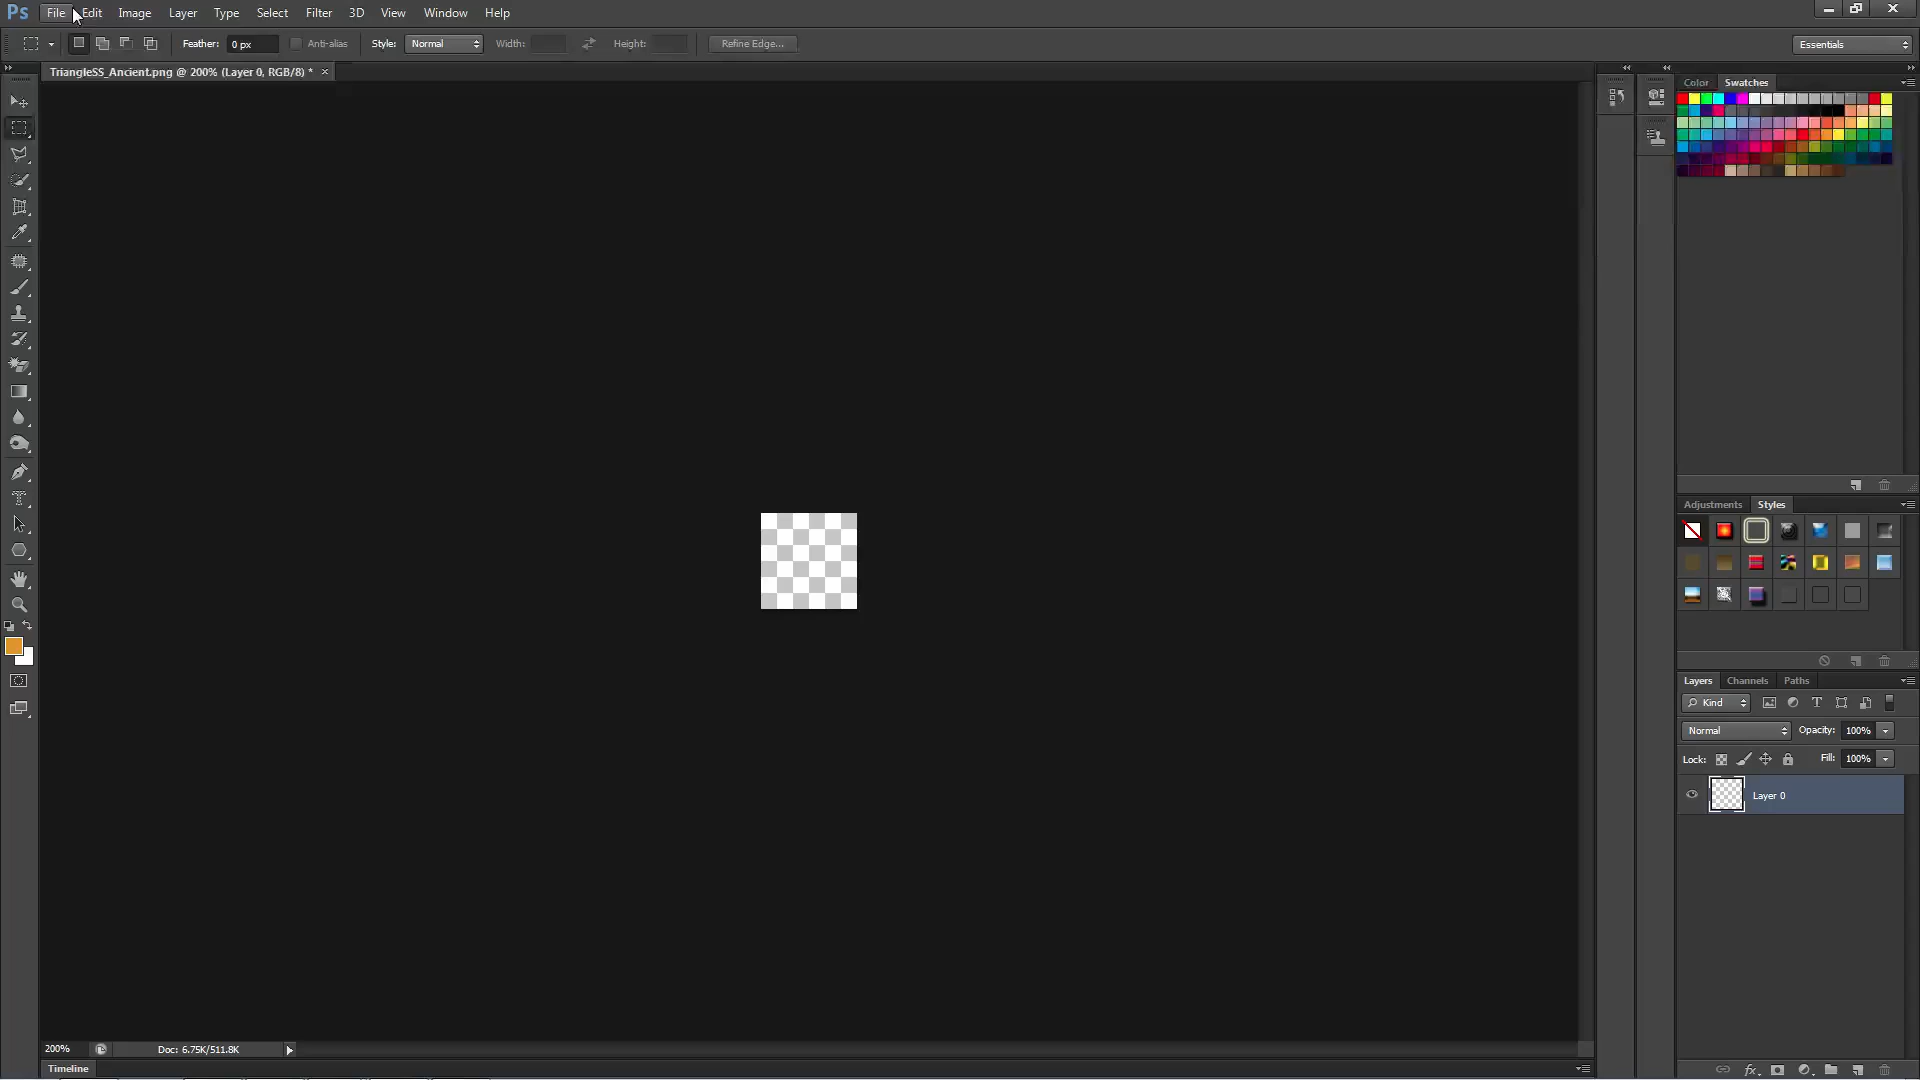 Ps File Edit Image Layer Type Select Filter 3D View Window Help
Feather: 0 px Anti-alias Style: Normal Width: Height: Refine Edge... Essentials
TriangleSS_Ancient.png @ 200% (Layer 0, RGB/8) * ×
Color Swatches
Adjustments Styles
Layers Channels Paths
Kind
Normal Opacity: 100%
Lock: Fill: 100%
Layer 0
200% Doc: 6.75K/511.8K
Timeline